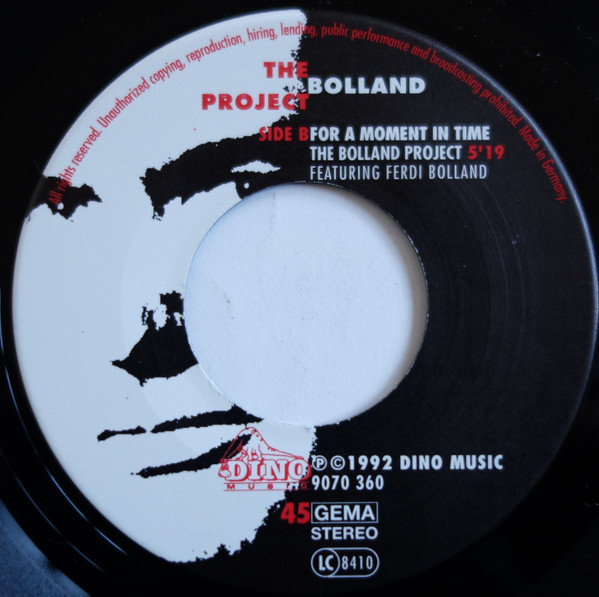 All rights reserved. Unauthorized copying, reproduction, hiring, lending, public performance and broadcasting prohibited. Made in Germany.
THE BOLLAND
PROJECT
SIDE B FOR A MOMENT IN TIME
THE BOLLAND PROJECT 5'19
FEATURING FERDI BOLLAND
DINO
MUSIC
℗©1992 DINO MUSIC
9070 360
45 GEMA
STEREO
LC 8410